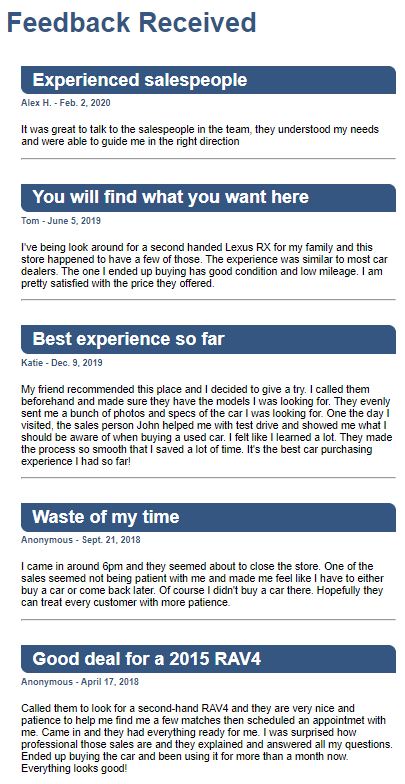 Feedback Received
Experienced salespeople
Alex H. - Feb. 2, 2020
It was great to talk to the salespeople in the team, they understood my needs
and were able to guide me in the right direction
You will find what you want here
Tom - June 5, 2019
I've being look around for a second handed Lexus RX for my family and this
store happened to have a few of those. The experience was similar to most car
dealers. The one I ended up buying has good condition and low mileage. I am
pretty satisfied with the price they offered.
Best experience so far
Katie - Dec. 9, 2019
My friend recommended this place and I decided to give a try. I called them
beforehand and made sure they have the models I was looking for. They evenly
sent me a bunch of photos and specs of the car I was looking for. One the day I
visited, the sales person John helped me with test drive and showed me what I
should be aware of when buying a used car. I felt like I learned a lot. They made
the process so smooth that I saved a lot of time. It's the best car purchasing
experience I had so far!
Waste of my time
Anonymous - Sept. 21, 2018
I came in around 6pm and they seemed about to close the store. One of the
sales seemed not being patient with me and made me feel like I have to either
buy a car or come back later. Of course I didn't buy a car there. Hopefully they
can treat every customer with more patience.
Good deal for a 2015 RAV4
Anonymous - April 17, 2018
Called them to look for a second-hand RAV4 and they are very nice and
patience to help me find me a few matches then scheduled an appointmet with
me. Came in and they had everything ready for me. I was surprised how
professional those sales are and they explained and answered all my questions.
Ended up buying the car and been using it for more than a month now.
Everything looks good!